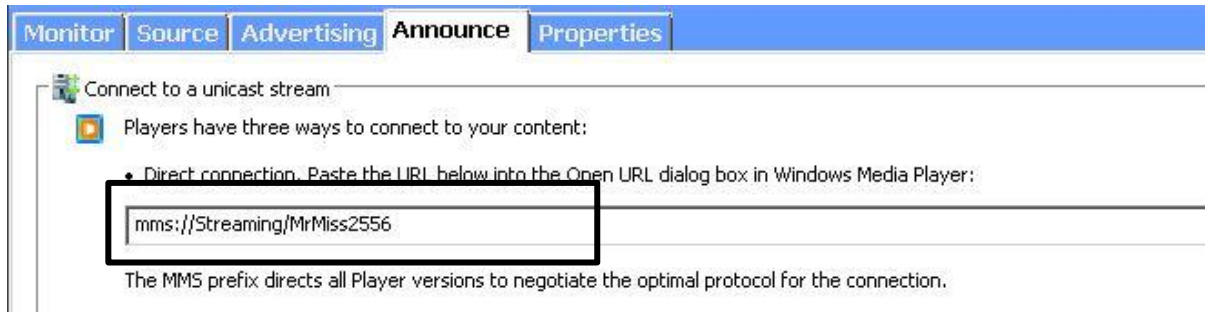 Monitor Source Advertising Announce Properties
Connect to a unicast stream
Players have three ways to connect to your content:
• Direct connection. Paste the URL below into the Open URL dialog box in Windows Media Player:
mms://Streaming/MrMiss2556
The MMS prefix directs all Player versions to negotiate the optimal protocol for the connection.